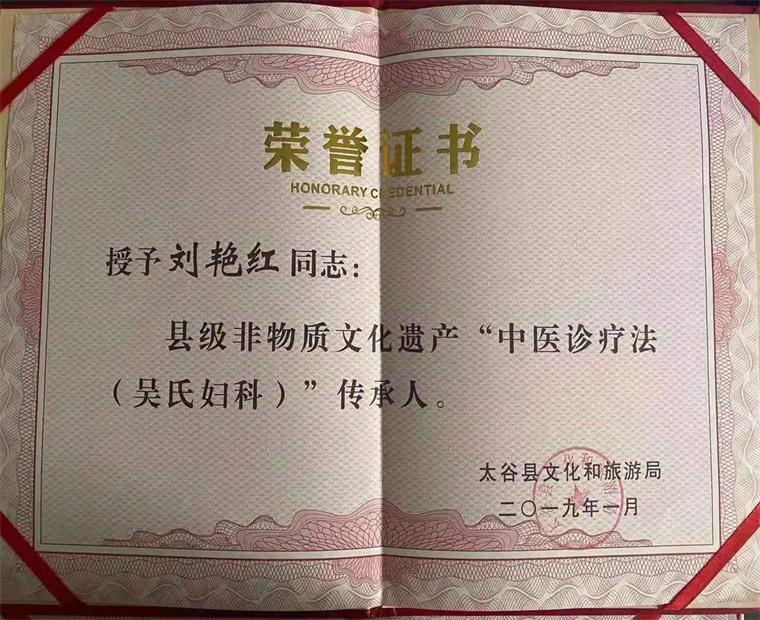 荣誉证书
HONORARY CREDENTIAL
授予刘艳红同志：
县级非物质文化遗产“中医诊疗法
（吴氏妇科）”传承人。
太谷县文化和旅游局
二〇一九年一月